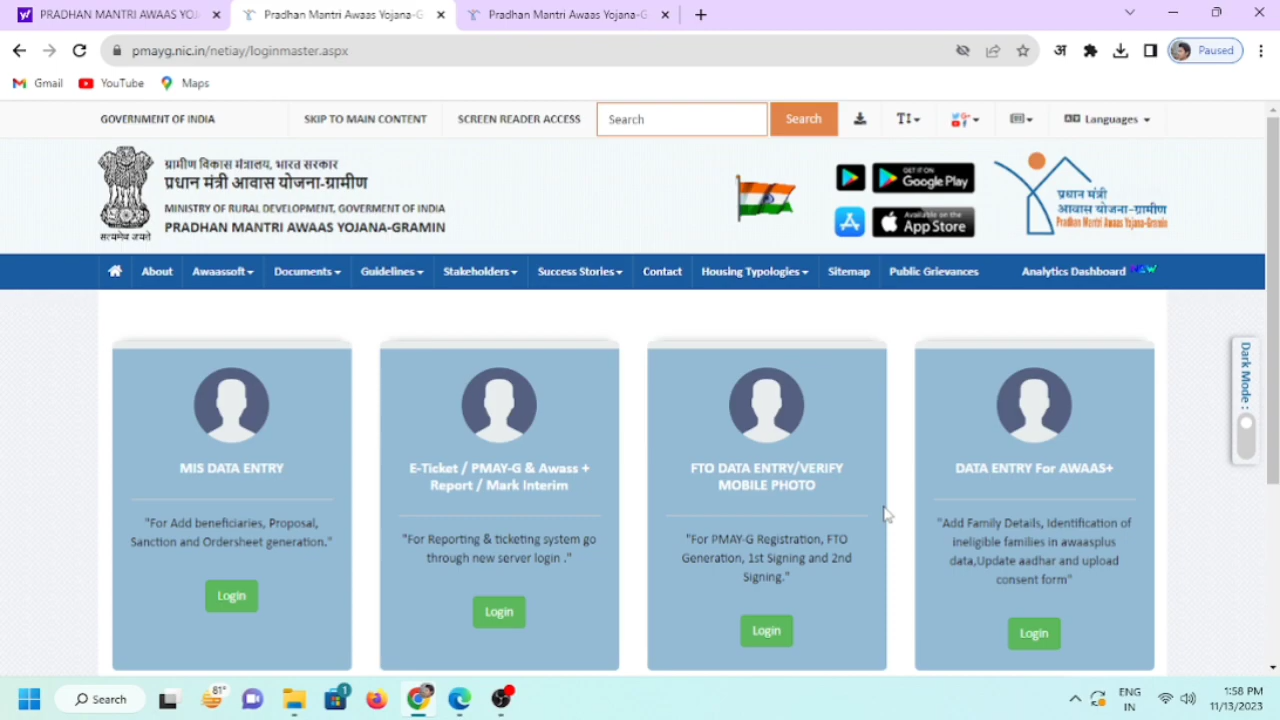 PRADHAN MANTRI AWAAS YO
Pradhan Mantri Awaas Yojana-G
Pradhan Mantri Awaas Yojana-G
pmayg.nic.in/netiay/loginmaster.aspx
अ
Paused
Gmail
YouTube
Maps
GOVERNMENT OF INDIA
SKIP TO MAIN CONTENT
SCREEN READER ACCESS
Search
Search
Languages
ग्रामीण विकास मंत्रालय, भारत सरकार
प्रधान मंत्री आवास योजना-ग्रामीण
MINISTRY OF RURAL DEVELOPMENT, GOVERMENT OF INDIA
PRADHAN MANTRI AWAAS YOJANA-GRAMIN
सत्यमेव जयते
GET IT ON
Google Play
Available on the
App Store
प्रधान मंत्री
आवास योजना-ग्रामीण
Pradhan Mantri Awaas Yojana-Gramin
About
Awaassoft
Documents
Guidelines
Stakeholders
Success Stories
Contact
Housing Typologies
Sitemap
Public Grievances
Analytics Dashboard NEW
Dark Mode :
MIS DATA ENTRY
"For Add beneficiaries, Proposal,
Sanction and Ordersheet generation."
Login
E-Ticket / PMAY-G & Awass +
Report / Mark Interim
"For Reporting & ticketing system go
through new server login ."
Login
FTO DATA ENTRY/VERIFY
MOBILE PHOTO
"For PMAY-G Registration, FTO
Generation, 1st Signing and 2nd
Signing."
Login
DATA ENTRY For AWAAS+
"Add Family Details, Identification of
ineligible families in awaasplus
data,Update aadhar and upload
consent form"
Login
Search
81°
1
ENG
IN
1:58 PM
11/13/2023